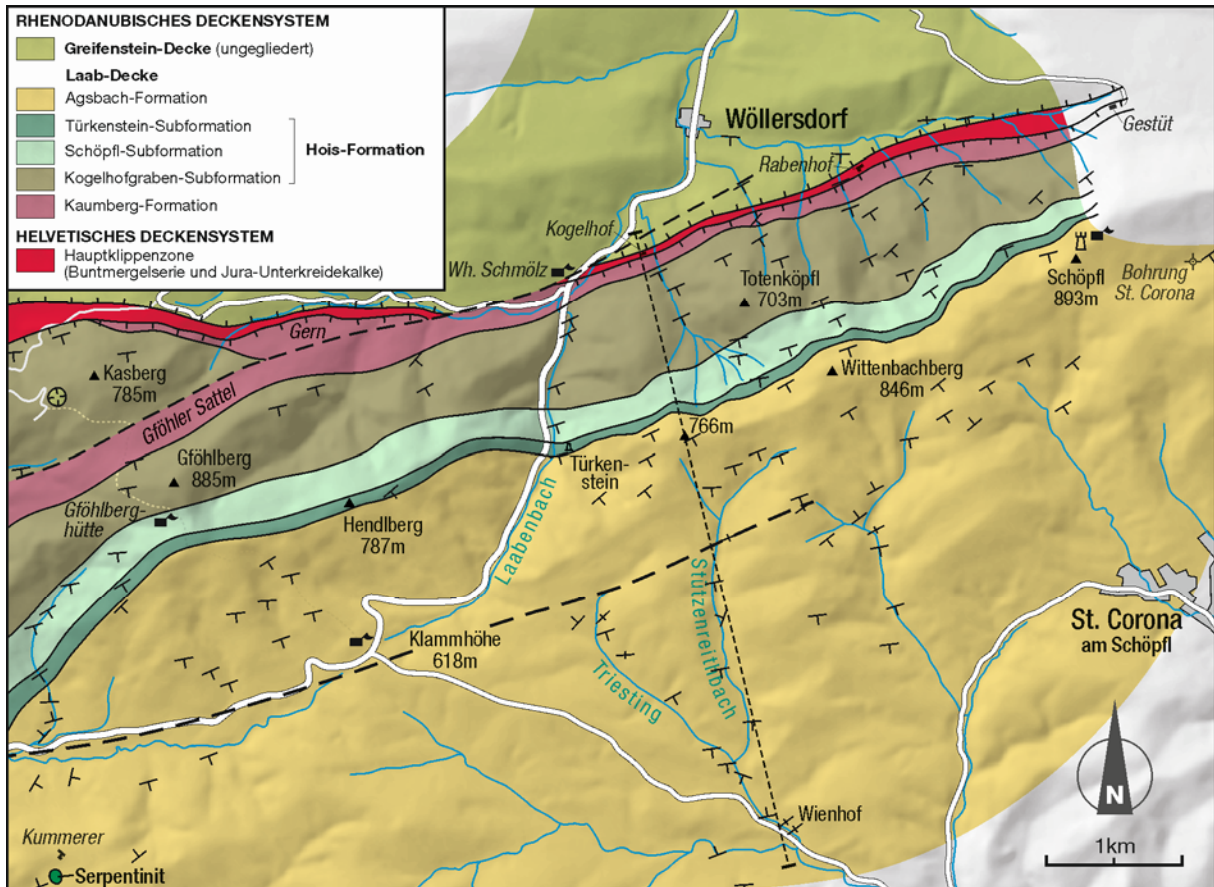 RHENODANUBISCHES DECKENSYSTEM
Greifenstein-Decke (ungegliedert)
Laab-Decke
Agsbach-Formation
Türkenstein-Subformation
Schöpfl-Subformation
Hois-Formation
Kogelhofgraben-Subformation
Kaumberg-Formation
HELVETISCHES DECKENSYSTEM
Hauptklippenzone
(Buntmergelserie und Jura-Unterkreidekalke)
Wöllersdorf
Gestüt
Rabenhof
Kogelhof
Wh. Schmölz
Totenköpfl
703m
Schöpfl
893m
Bohrung
St. Corona
Gern
Kasberg
785m
Wittenbachberg
846m
Gföhler Sattel
766m
Gföhlberg
885m
Türken-
stein
Gföhlberg-
hütte
Hendlberg
787m
Laabenbach
Stützenreithbach
St. Corona
am Schöpfl
Klammhöhe
618m
Triesting
Wienhof
N
1km
Kummerer
Serpentinit